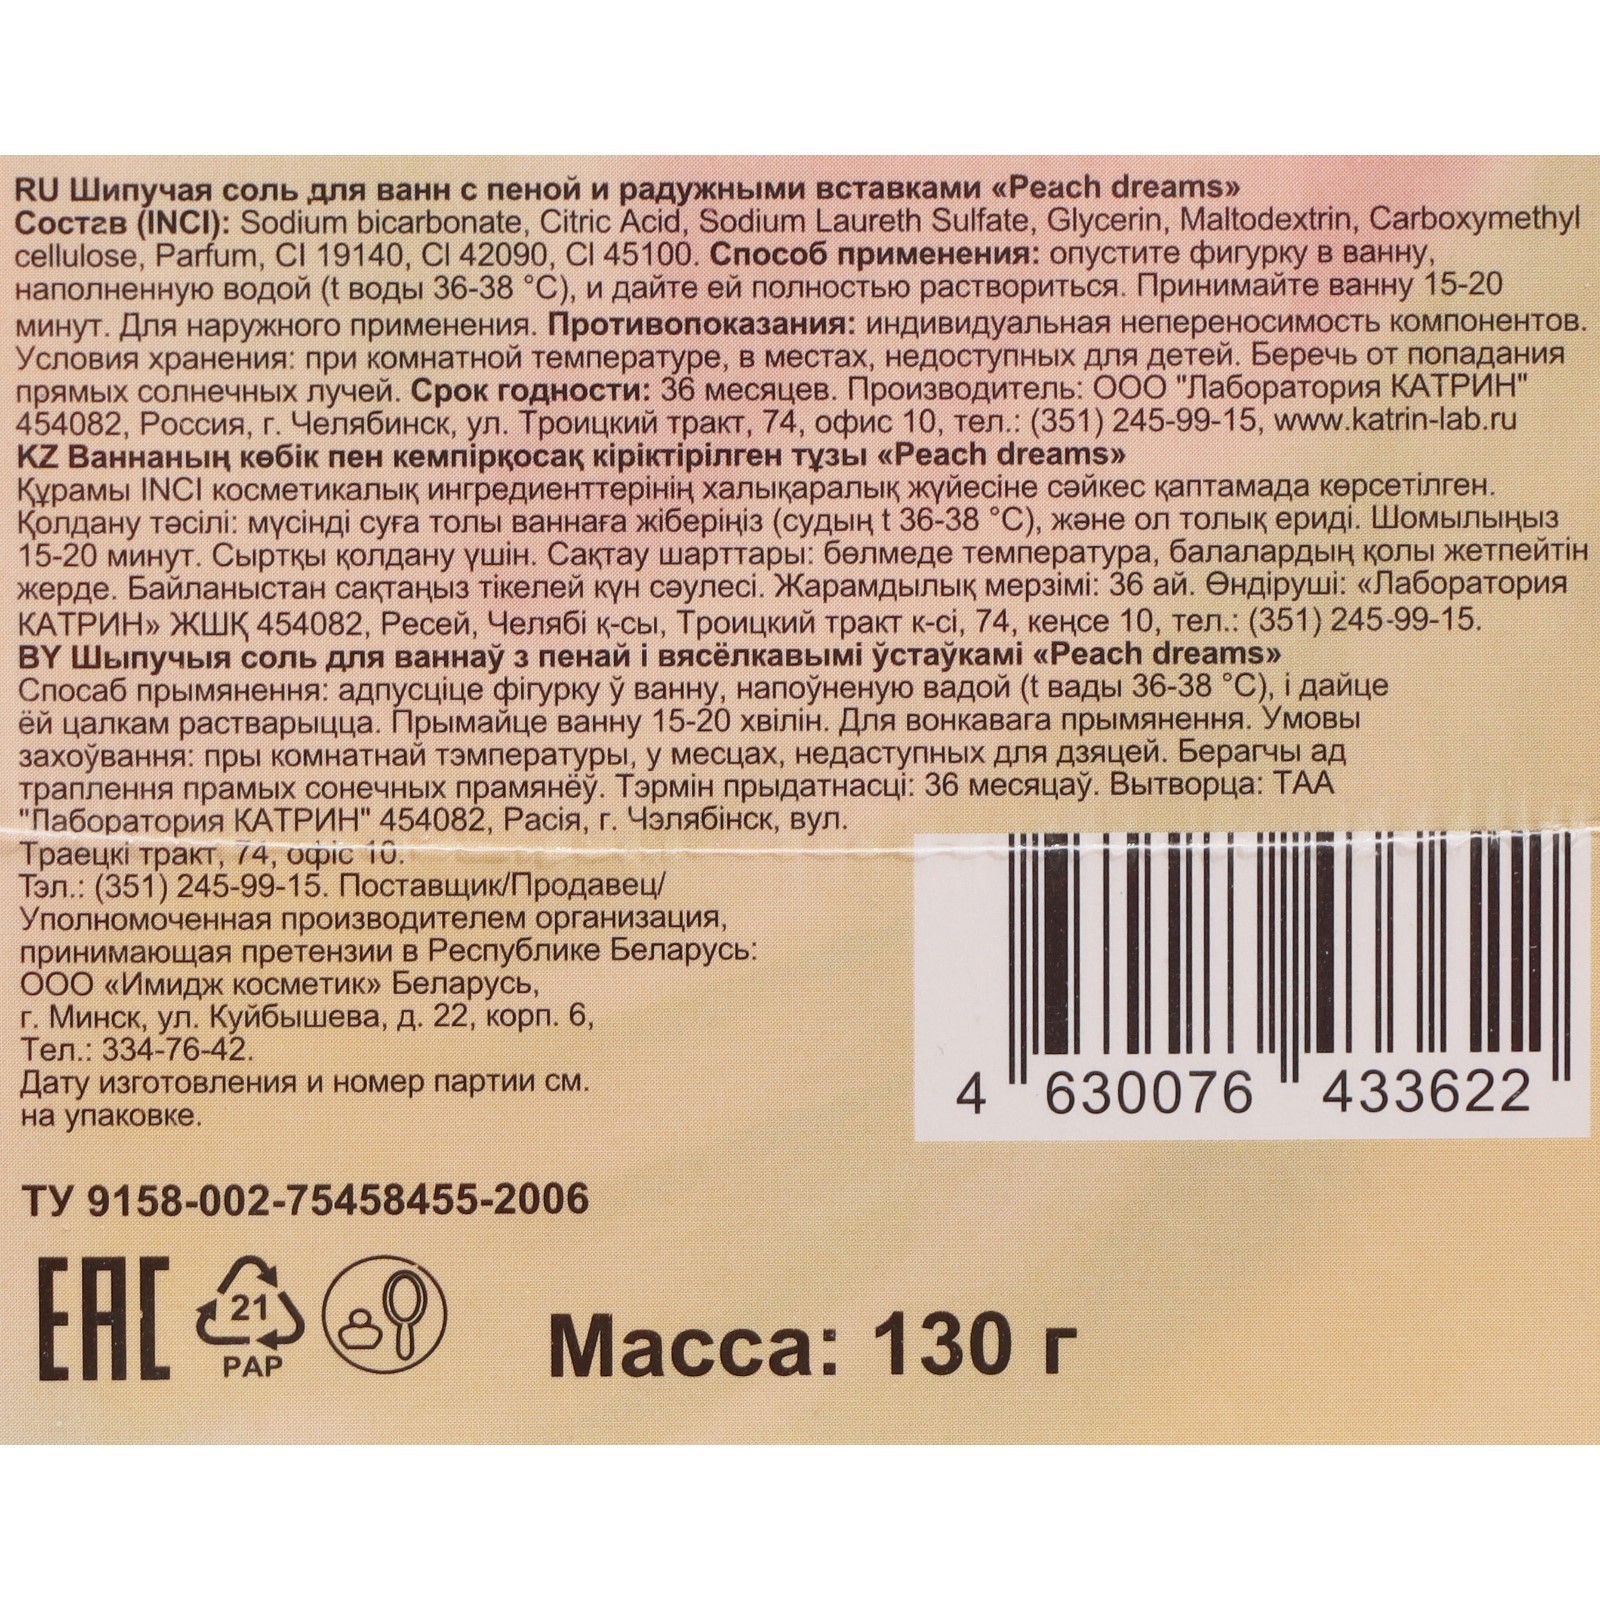 RU Шипучая соль для ванн с пеной и радужными вставками «Peach dreams»
Состгв (INCI): Sodium bicarbonate, Citric Acid, Sodium Laureth Sulfate, Glycerin, Maltodextrin, Carboxymethyl
cellulose, Parfum, CI 19140, CI 42090, CI 45100. Способ применения: опустите фигурку в ванну,
наполненную водой (t воды 36-38 °C), и дайте ей полностью раствориться. Принимайте ванну 15-20
минут. Для наружного применения. Противопоказания: индивидуальная непереносимость компонентов.
Условия хранения: при комнатной температуре, в местах, недоступных для детей. Беречь от попадания
прямых солнечных лучей. Срок годности: 36 месяцев. Производитель: ООО "Лаборатория КАТРИН"
454082, Россия, г. Челябинск, ул. Троицкий тракт, 74, офис 10, тел.: (351) 245-99-15, www.katrin-lab.ru
KZ Ваннаның көбік пен кемпірқосақ кіріктірілген тұзы «Peach dreams»
Құрамы INCI косметикалық ингредиенттерінің халықаралық жүйесіне сәйкес қаптамада көрсетілген.
Қолдану тәсілі: мүсінді суға толы ваннаға жіберіңіз (судың t 36-38 °C), және ол толық ериді. Шомылыңыз
15-20 минут. Сыртқы қолдану үшін. Сақтау шарттары: бөлмеде температура, балалардың қолы жетпейтін
жерде. Байланыстан сақтаңыз тікелей күн сәулесі. Жарамдылық мерзімі: 36 ай. Өндіруші: «Лаборатория
КАТРИН» ЖШҚ 454082, Ресей, Челябі қ-сы, Троицкий тракт к-сі, 74, кеңсе 10, тел.: (351) 245-99-15.
BY Шыпучыя соль для ваннаў з пенай і вясёлкавымі ўстаўкамі «Peach dreams»
Спосаб прымянення: адпусціце фігурку ў ванну, напоўненую вадой (t вады 36-38 °C), і дайце
ёй цалкам растварыцца. Прымайце ванну 15-20 хвілін. Для вонкавага прымянення. Умовы
захоўвання: пры комнатнай тэмпературы, у месцах, недаступных для дзяцей. Берагчы ад
траплення прамых сонечных прамянёў. Тэрмін прыдатнасці: 36 месяцаў. Вытворца: ТАА
"Лаборатория КАТРИН" 454082, Расія, г. Чэлябінск, вул.
Траецкі тракт, 74, офіс 10.
Тэл.: (351) 245-99-15. Поставщик/Продавец/
Уполномоченная производителем организация,
принимающая претензии в Республике Беларусь:
ООО «Имидж косметик» Беларусь,
г. Минск, ул. Куйбышева, д. 22, корп. 6,
Тел.: 334-76-42.
Дату изготовления и номер партии см.
на упаковке.
4 630076 433622
ТУ 9158-002-75458455-2006
EAC
21
PAP
Масса: 130 г